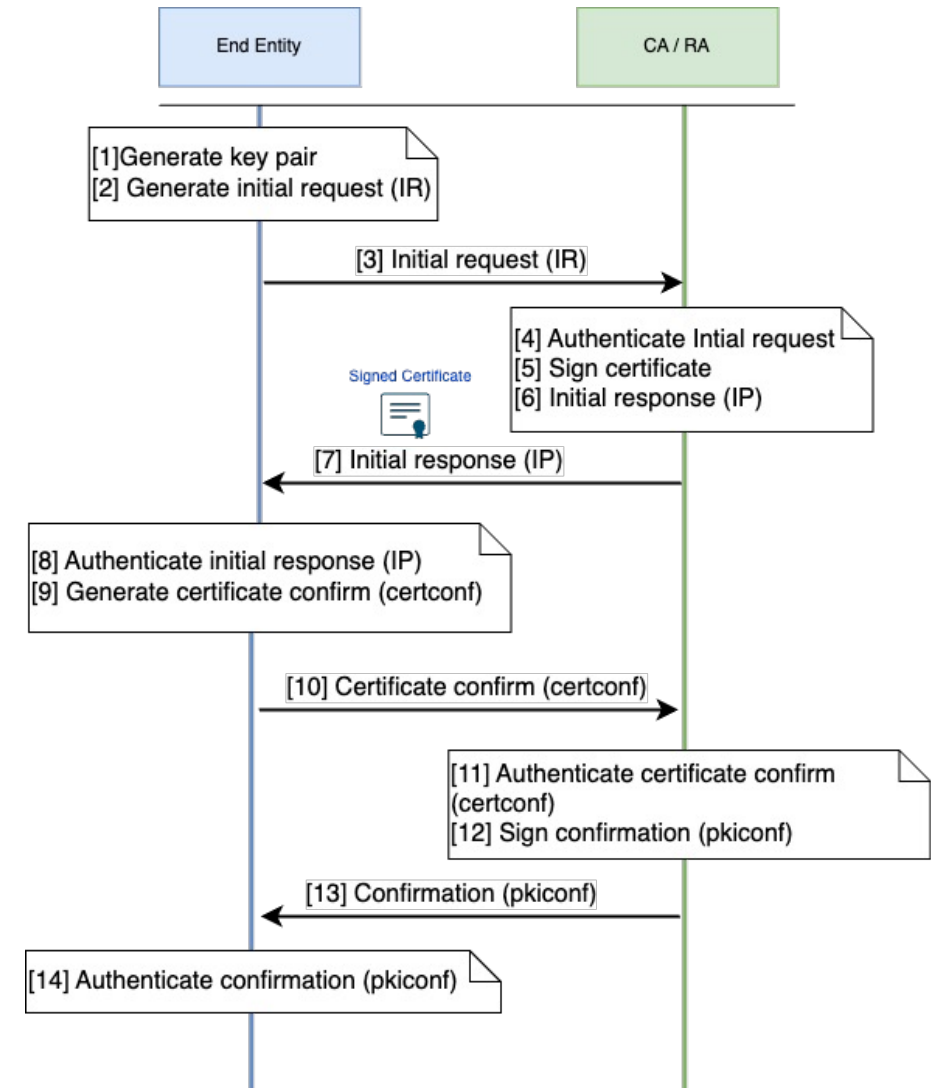 End Entity
CA / RA
[1]Generate key pair
[2] Generate initial request (IR)
[3] Initial request (IR)
[4] Authenticate Intial request
[5] Sign certificate
[6] Initial response (IP)
Signed Certificate
[7] Initial response (IP)
[8] Authenticate initial response (IP)
[9] Generate certificate confirm (certconf)
[10] Certificate confirm (certconf)
[11] Authenticate certificate confirm
(certconf)
[12] Sign confirmation (pkiconf)
[13] Confirmation (pkiconf)
[14] Authenticate confirmation (pkiconf)